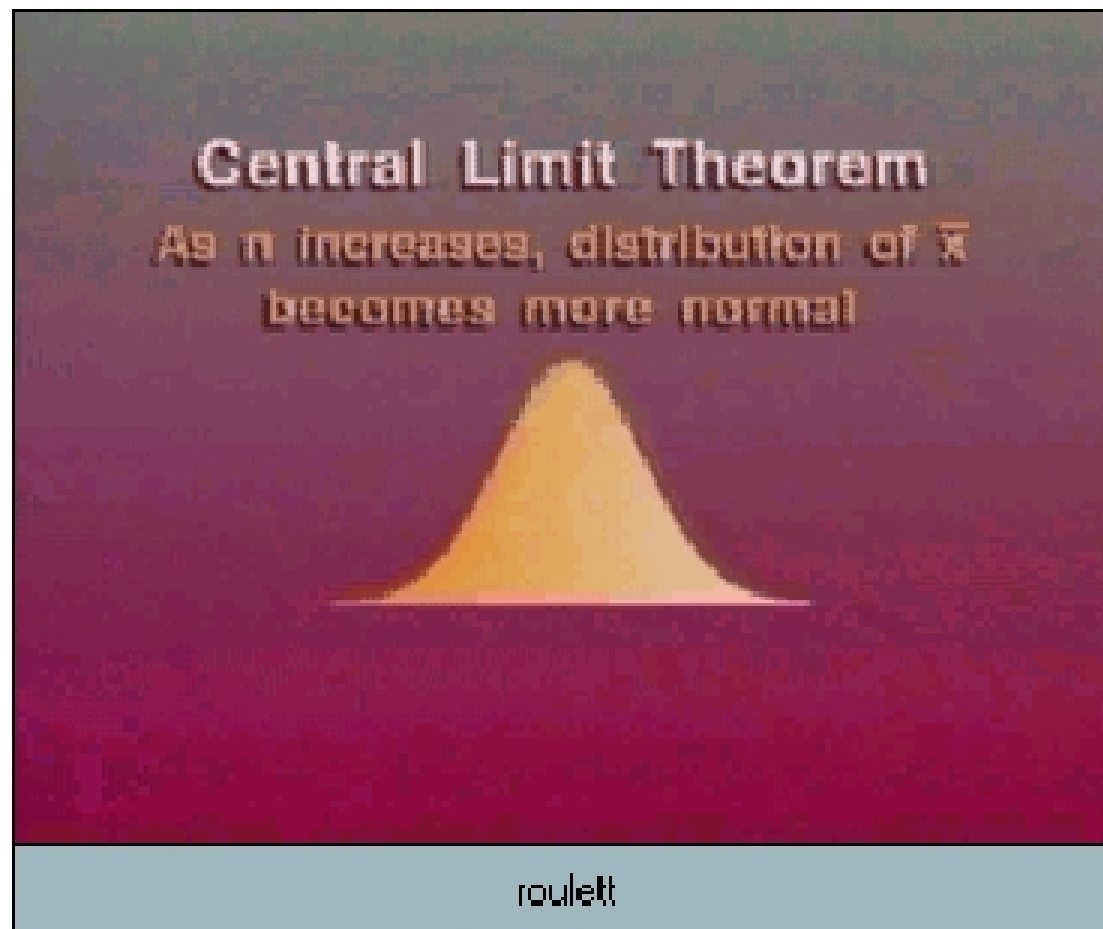 Central Limit Theorem
As n increases, distribution of x̅
becomes more normal
roulett